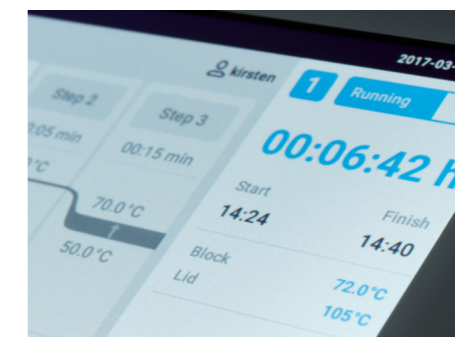 2017-03-
kirsten
1 Running
00:06:42 h
Step 2
Step 3
0:05 min
00:15 min
Start
Finish
14:24
14:40
°C
70.0°C
50.0°C
Block
72.0°C
Lid
105°C